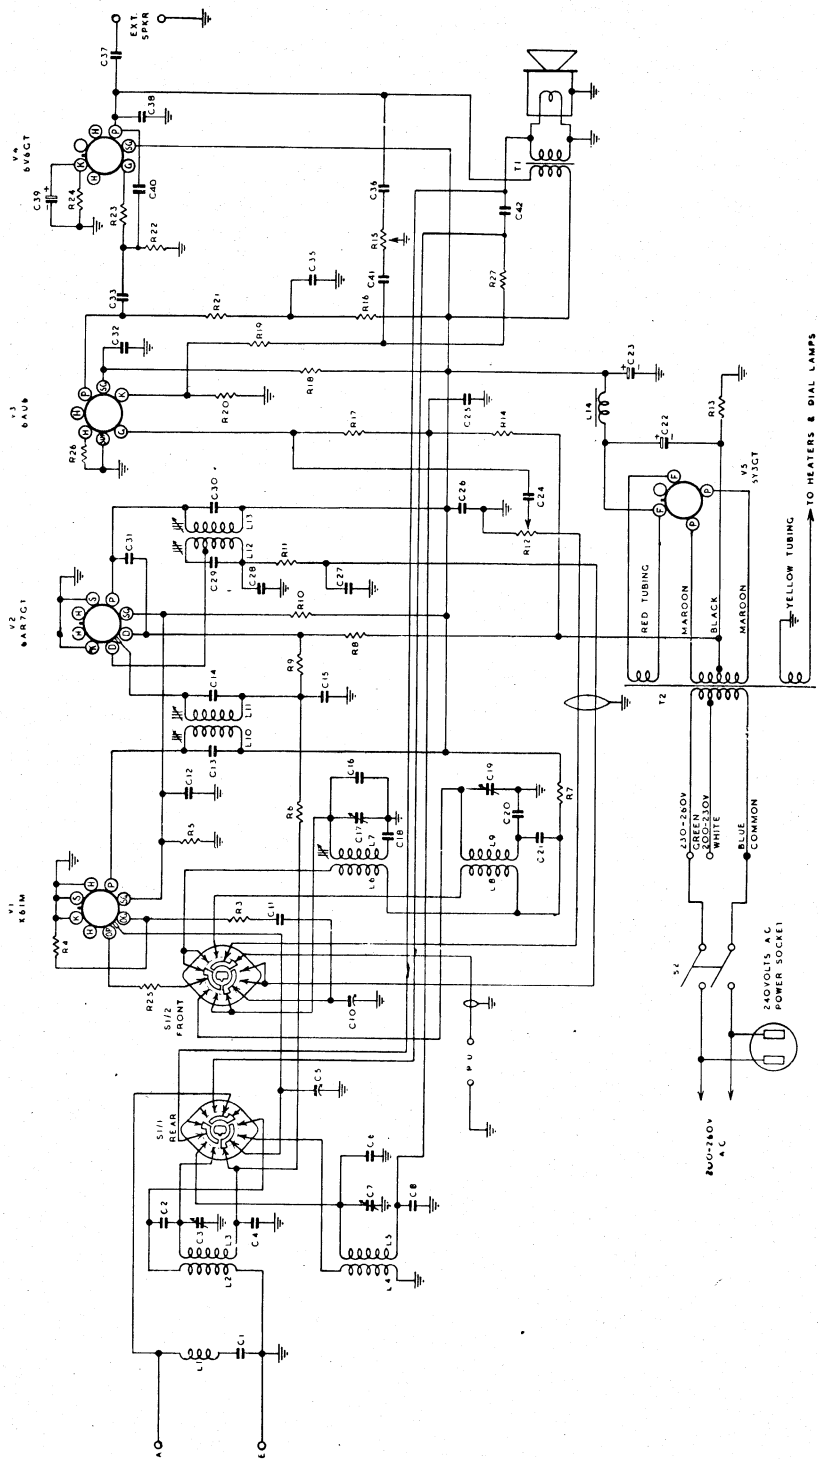 V1
X61M
V2
6AR7GT
V3
6AU6
V4
6V6GT
EXT.
SPKR
C37
C38
C39
R24
R23
C40
R22
C33
C32
R21
C35
C36
R15
C41
R16
R19
R20
R18
R17
R26
R27
C42
T1
C31
C30
L13
L12
C29
C28
R11
C27
R10
R9
R8
C15
C14
L11
L10
C13
C12
R5
R6
R4
R3
C11
R25
S1/2
FRONT
C10
C26
C24
R12
C25
R14
C16
C17
L7
C18
L6
C19
C20
L9
C21
L8
R7
S1/1
REAR
C5
P U
C2
C3
L3
L2
C4
C6
C7
L5
L4
C8
L1
C1
A
E
L14
C23
C22
R13
V5
5Y3GT
RED TUBING
MAROON
BLACK
MAROON
YELLOW TUBING
TO HEATERS & DIAL LAMPS
T2
230-260V
GREEN
200-230V
WHITE
BLUE
COMMON
S2
240 VOLTS A.C.
POWER SOCKET
200-260V
A C
H
P
SG
G
K
H
P
SG
K
G
H
H
S
P
SG
D
D
H
H
H
P
SG
S
K
H
F
F
P
P